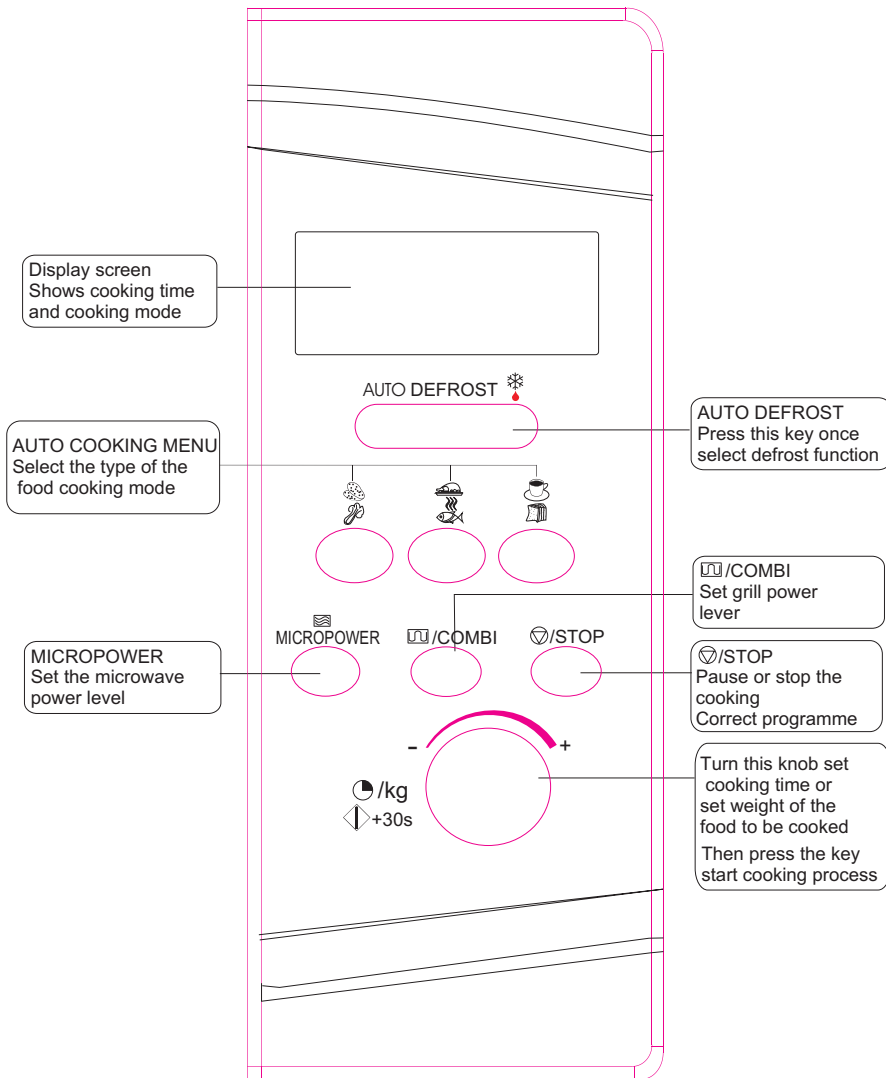 Display screen
Shows cooking time
and cooking mode
AUTO DEFROST
AUTO DEFROST
Press this key once
select defrost function
AUTO COOKING MENU
Select the type of the
food cooking mode
/COMBI
Set grill power
lever
MICROPOWER
/COMBI
/STOP
MICROPOWER
Set the microwave
power level
/STOP
Pause or stop the
cooking
Correct programme
- +
/kg
+30s
Turn this knob set
cooking time or
set weight of the
food to be cooked
Then press the key
start cooking process